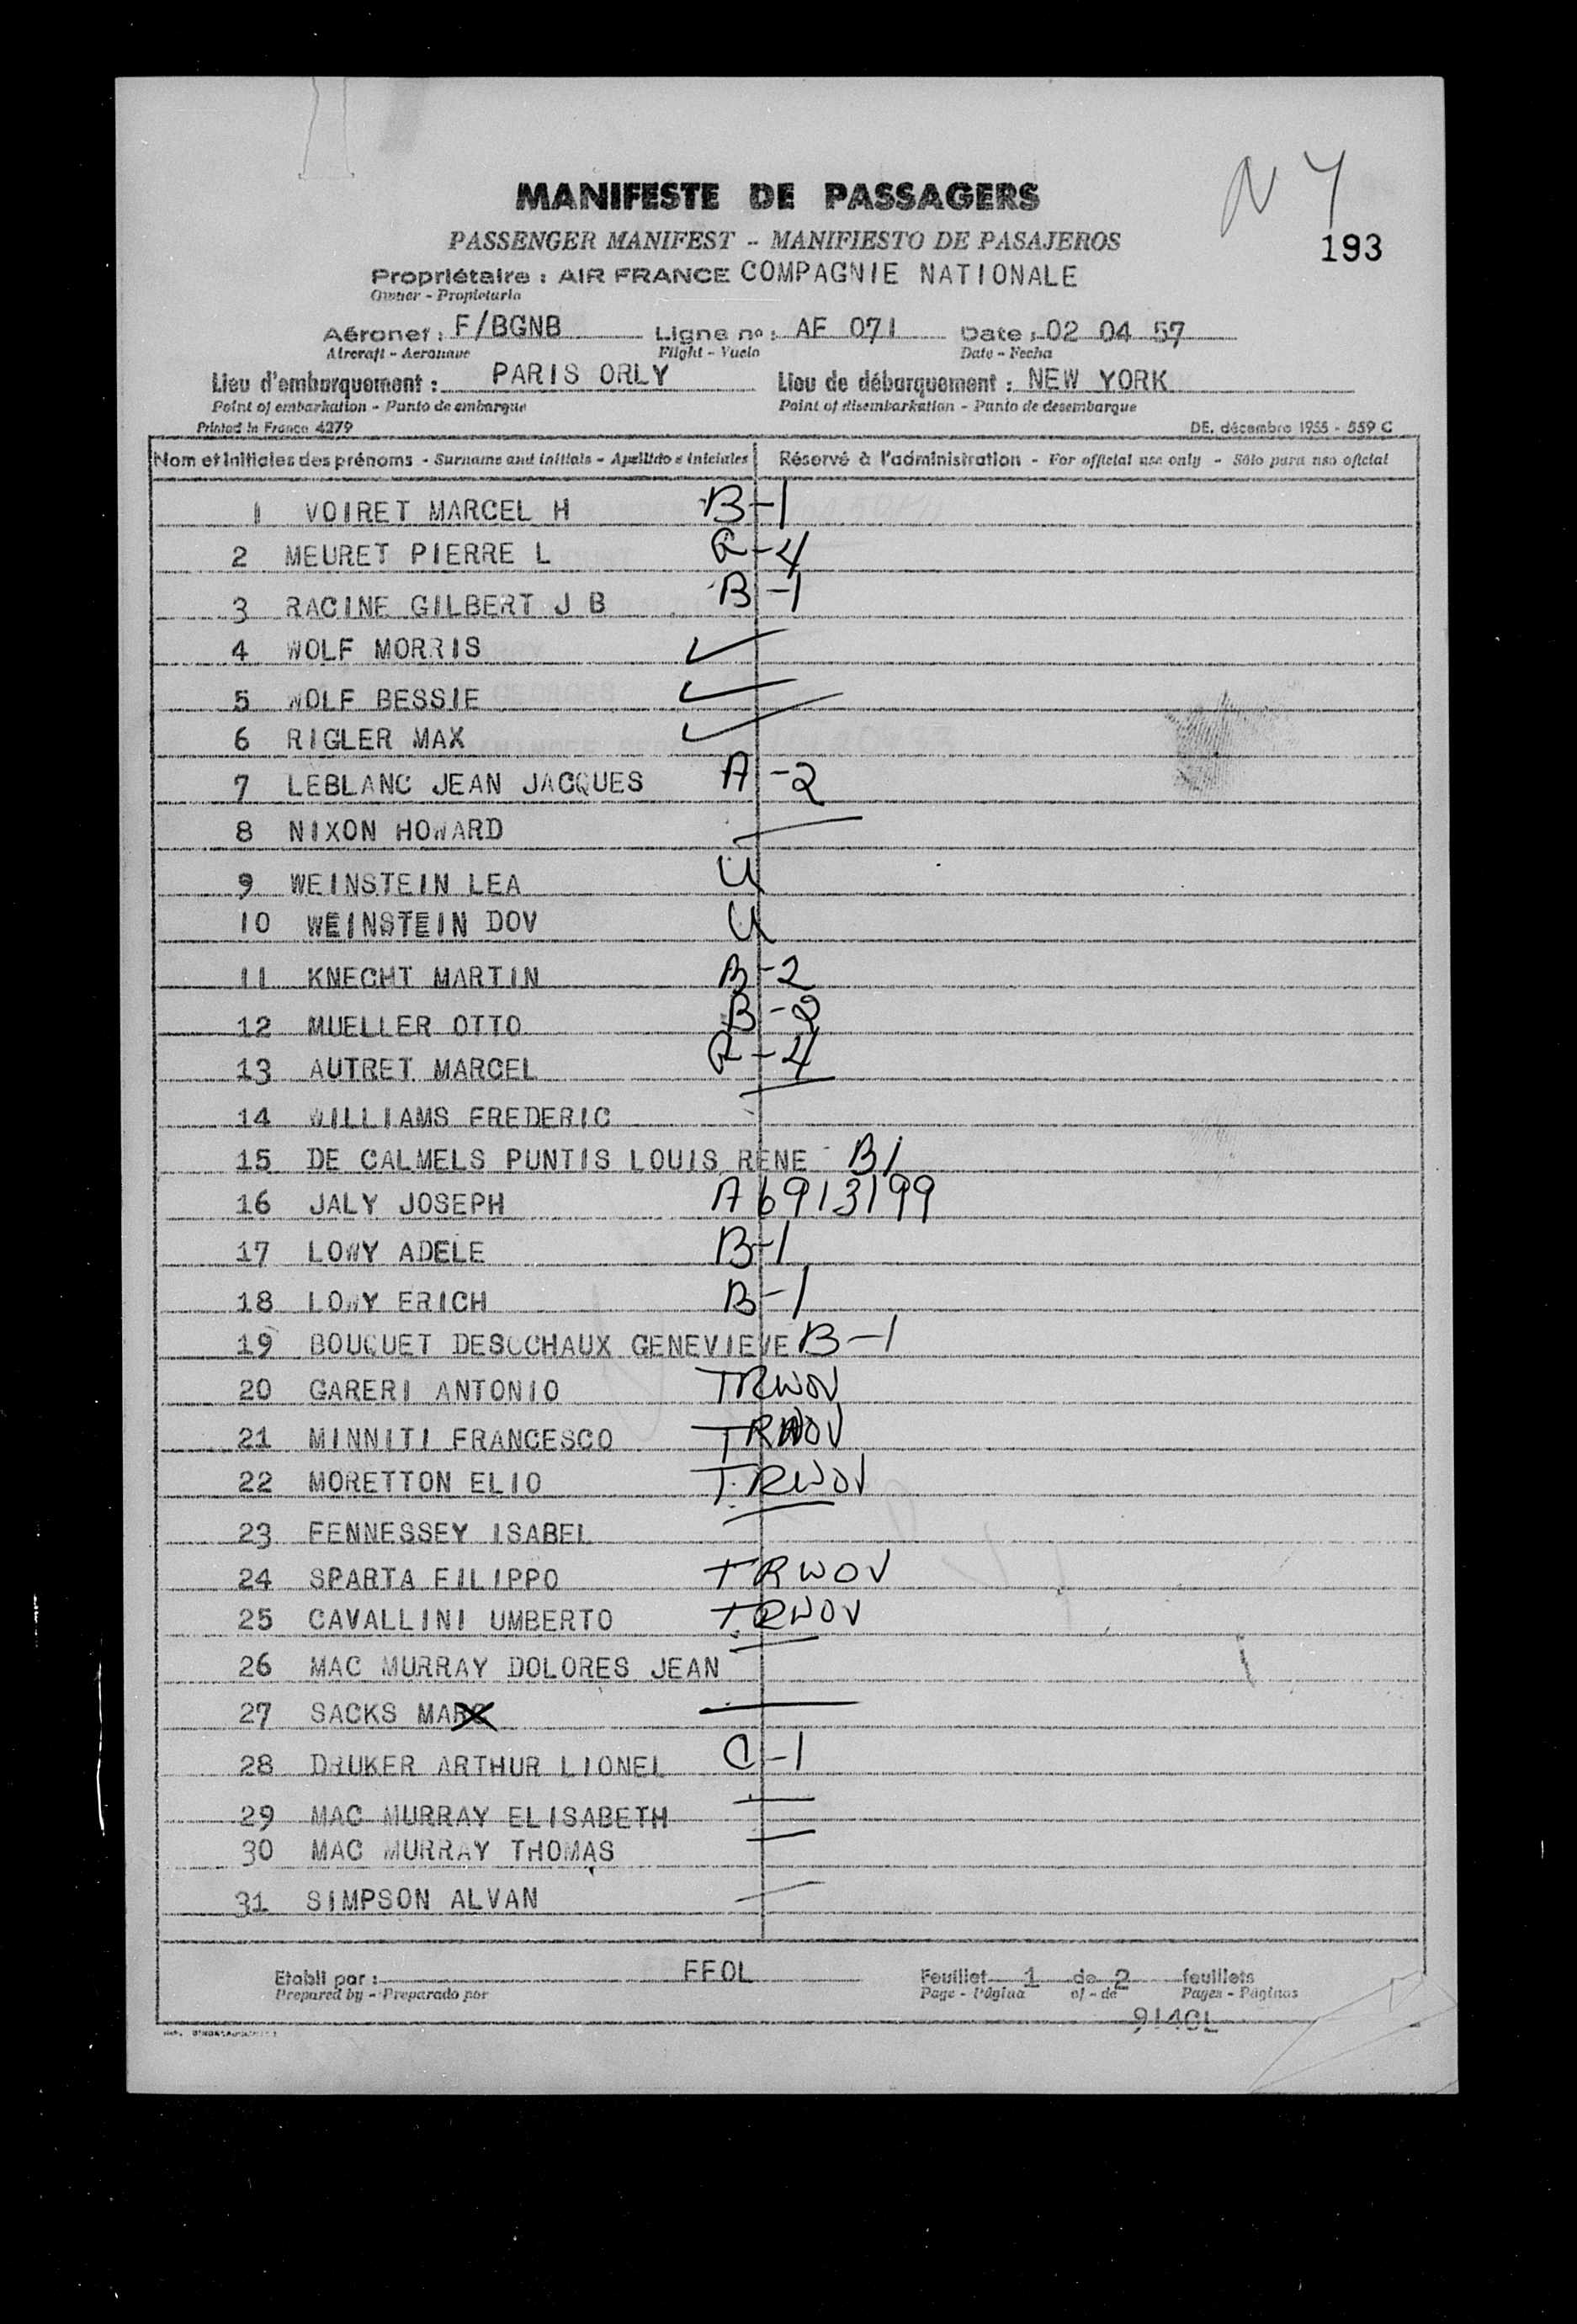 N Y
MANIFESTE DE PASSAGERS
PASSENGER MANIFEST - MANIFIESTO DE PASAJEROS
193
Propriétaire : AIR FRANCE COMPAGNIE NATIONALE
Owner - Propietario
Aéronef : F/BGNB Ligne nº : AF 071 Date : 02 04 57
Aircraft - Aeronave Flight - Vuelo Date - Fecha
Lieu d'embarquement : PARIS ORLY Lieu de débarquement : NEW YORK
Point of embarkation - Punto de embarque Point of disembarkation - Punto de desembarque
Printed in France 4279 DE. décembre 1955 - 559 C
Nom et initiales des prénoms - Surname and initials - Apellido e iniciales Réservé à l'administration - For official use only - Sólo para uso oficial
1 VOIRET MARCEL H B-1
2 MEURET PIERRE L R-4
3 RACINE GILBERT J B B-1
4 WOLF MORRIS ✓
5 WOLF BESSIE ✓
6 RIGLER MAX ✓
7 LEBLANC JEAN JACQUES A-2
8 NIXON HOWARD —
9 WEINSTEIN LEA U
10 WEINSTEIN DOV U
11 KNECHT MARTIN B-2
12 MUELLER OTTO B-2
13 AUTRET MARCEL R-4
14 WILLIAMS FREDERIC —
15 DE CALMELS PUNTIS LOUIS RENE B1
16 JALY JOSEPH A6913199
17 LOWY ADELE B-1
18 LOWY ERICH B-1
19 BOUQUET DESCCHAUX GENEVIEVE B-1
20 GARERI ANTONIO TRWOV
21 MINNITI FRANCESCO TRWOV
22 MORETTON ELIO TRWOV
23 FENNESSEY ISABEL —
24 SPARTA FILIPPO TRWOV
25 CAVALLINI UMBERTO TRWOV
26 MAC MURRAY DOLORES JEAN —
27 SACKS MARC —
28 DRUKER ARTHUR LIONEL C-1
29 MAC MURRAY ELISABETH —
30 MAC MURRAY THOMAS —
31 SIMPSON ALVAN —
Etabli par : FFOL Feuillet 1 de 2 feuillets
Prepared by - Preparado por Page - Página of - de Pages - Páginas
914CL